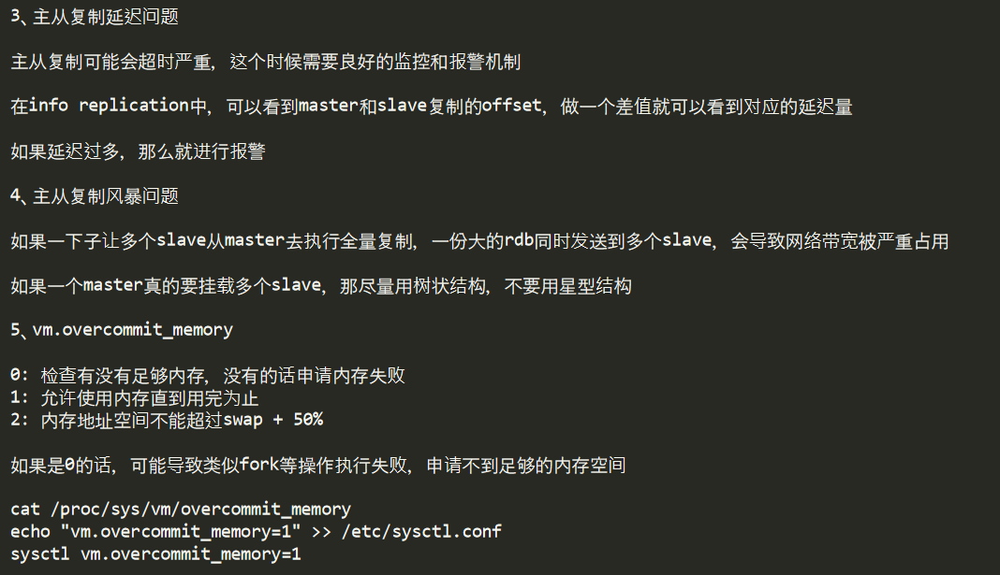 3、主从复制延迟问题
主从复制可能会超时严重，这个时候需要良好的监控和报警机制
在info replication中，可以看到master和slave复制的offset，做一个差值就可以看到对应的延迟量
如果延迟过多，那么就进行报警
4、主从复制风暴问题
如果一下子让多个slave从master去执行全量复制，一份大的rdb同时发送到多个slave，会导致网络带宽被严重占用
如果一个master真的要挂载多个slave，那尽量用树状结构，不要用星型结构
5、vm.overcommit_memory
0: 检查有没有足够内存，没有的话申请内存失败
1: 允许使用内存直到用完为止
2: 内存地址空间不能超过swap + 50%
如果是0的话，可能导致类似fork等操作执行失败，申请不到足够的内存空间
cat /proc/sys/vm/overcommit_memory
echo "vm.overcommit_memory=1" >> /etc/sysctl.conf
sysctl vm.overcommit_memory=1